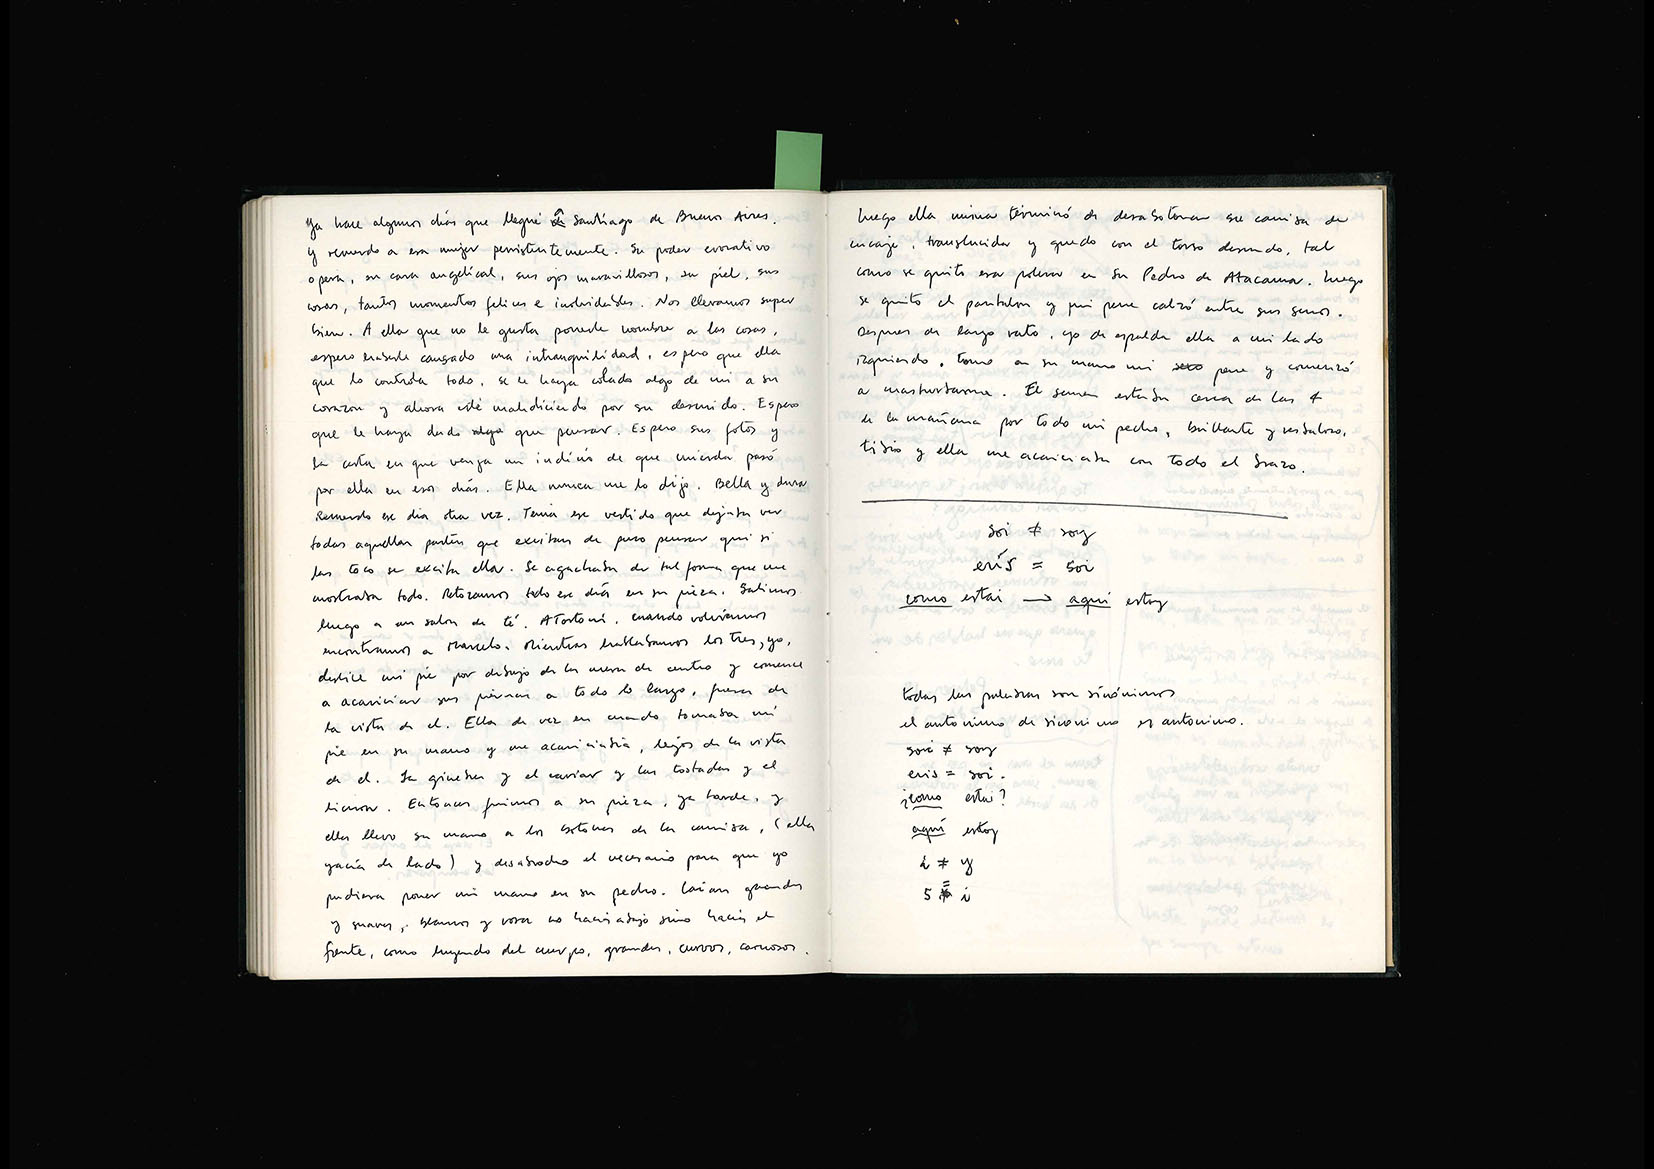 Ya hace algunos días que llegué a Santiago de Buenos Aires.
Y recuerdo a esa mujer persistentemente. Su poder evocativo
opera, su cara angelical, sus ojos maravillosos, su piel, sus
cosas, tantos momentos felices e inolvidables. Nos llevamos super
bien. A ella que no le gusta ponerle nombre a las cosas,
espero haberle causado una intranquilidad, espero que ella
que lo controla todo, se le haya colado algo de mi a su
corazon y ahora esté maldiciendo por su descuido. Espero
que le haya dado algo que pensar. Espero sus fotos y
la carta en que venga un indicio de que mierda pasó
por ella en esos días. Ella nunca me lo dijo. Bella y dura
Recuerdo ese dia otra vez. Tenia ese vestido que dejaba ver
todas aquellas partes que excitan de puro pensar que si
las toco se excita ella. Se agachaba de tal forma que me
mostraba todo. Retozamos todo ese día en su pieza. Salimos
luego a un salon de té. A Tortoni. cuando volvíamos
encontramos a Marcelo. Mientras hablabamos los tres, yo,
deslice mi pie por debajo de la mesa de centro y comence
a acariciar sus piernas a todo lo largo, fuera de
la vista de el. Ella de vez en cuando tomaba mi
pie en su mano y me acariciaba, lejos de la vista
de el. La ginebra y el caviar y las tostadas y el
licuor. Entonces fuimos a su pieza, ya tarde, y
ella llevo su mano a los botones de la camisa, (ella
yacía de lado) y desabrocho el necesario para que yo
pudiera poner mi mano en su pecho. Caían grandes
y suaves, blancos y rosa no hacia abajo sino hacia el
frente, como huyendo del cuerpo, grandes, curvos, carnosos.
luego ella misma terminó de desabotonar su camisa de
encaje, translucida y quedo con el torso desnudo, tal
como se quito esa polera en San Pedro de Atacama. Luego
se quito el pantalon y mi pene calzó entre sus senos.
Despues de largo rato, yo de espalda ella a mi lado
izquierdo, tomo en su mano mi sexo pene y comenzó
a masturbarme. El semen estaba cerca de las 4
de la mañana por todo mi pecho, brillante y resbaloso,
tibio y ella me acariciaba con todo el brazo.
soi ≠ soy
erís = soi
como estai → aquí estoy
todas las palabras son sinónimos
el antonimo de sinonimo es antonimo.
soi ≠ soy
eris = soi.
¿como estai?
aquí estoy
i ≠ y
s = i